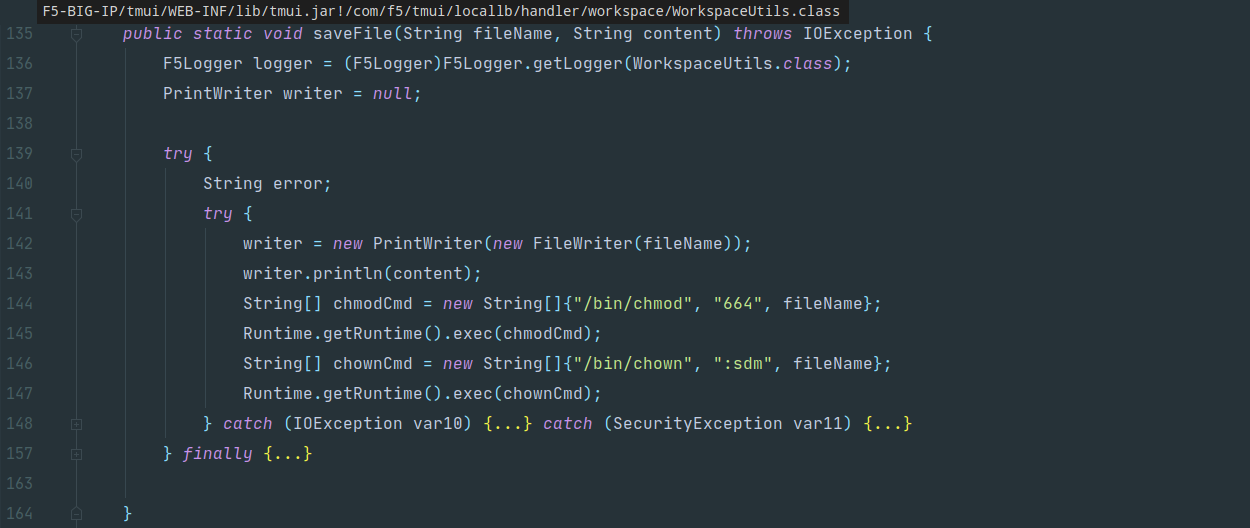 F5-BIG-IP/tmui/WEB-INF/lib/tmui.jar!/com/f5/tmui/locallb/handler/workspace/WorkspaceUtils.class
135 public static void saveFile(String fileName, String content) throws IOException {
136 F5Logger logger = (F5Logger)F5Logger.getLogger(WorkspaceUtils.class);
137 PrintWriter writer = null;
138
139 try {
140 String error;
141 try {
142 writer = new PrintWriter(new FileWriter(fileName));
143 writer.println(content);
144 String[] chmodCmd = new String[]{"/bin/chmod", "664", fileName};
145 Runtime.getRuntime().exec(chmodCmd);
146 String[] chownCmd = new String[]{"/bin/chown", ":sdm", fileName};
147 Runtime.getRuntime().exec(chownCmd);
148 } catch (IOException var10) {...} catch (SecurityException var11) {...}
157 } finally {...}
163
164 }